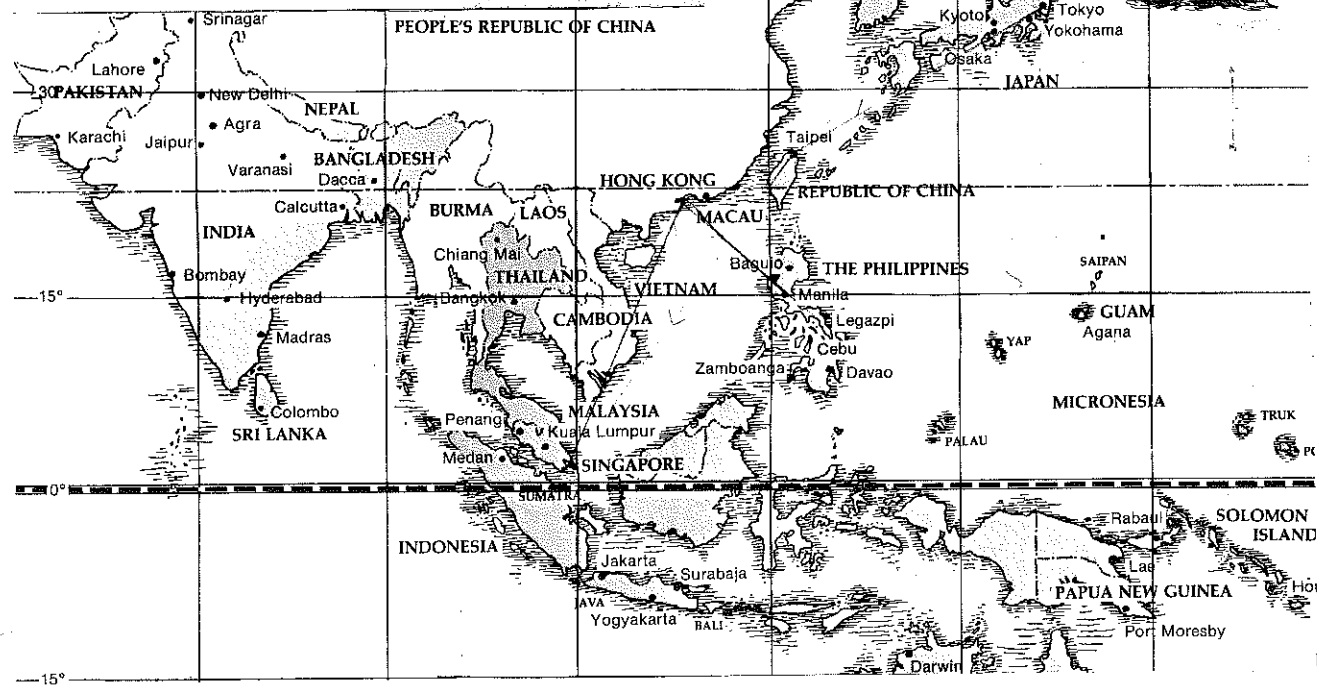 Srinagar
PEOPLE'S REPUBLIC OF CHINA
Kyoto
Tokyo
Yokohama
Osaka
Lahore
JAPAN
30°
PAKISTAN
New Delhi
NEPAL
Agra
Karachi
Jaipur
Taipei
Varanasi
BANGLADESH
Dacca
HONG KONG
REPUBLIC OF CHINA
Calcutta
BURMA
LAOS
MACAU
INDIA
Chiang Mai
Baguio
THE PHILIPPINES
SAIPAN
Bombay
THAILAND
VIETNAM
15°
Hyderabad
Bangkok
Manila
CAMBODIA
Legazpi
GUAM
Agana
Madras
Cebu
YAP
Zamboanga
Davao
Colombo
MALAYSIA
MICRONESIA
Penang
TRUK
SRI LANKA
Kuala Lumpur
PALAU
Medan
SINGAPORE
0°
SUMATRA
Rabaul
SOLOMON
ISLAND
INDONESIA
Jakarta
Lae
Surabaja
JAVA
Yogyakarta
BALI
PAPUA NEW GUINEA
Port Moresby
Darwin
15°